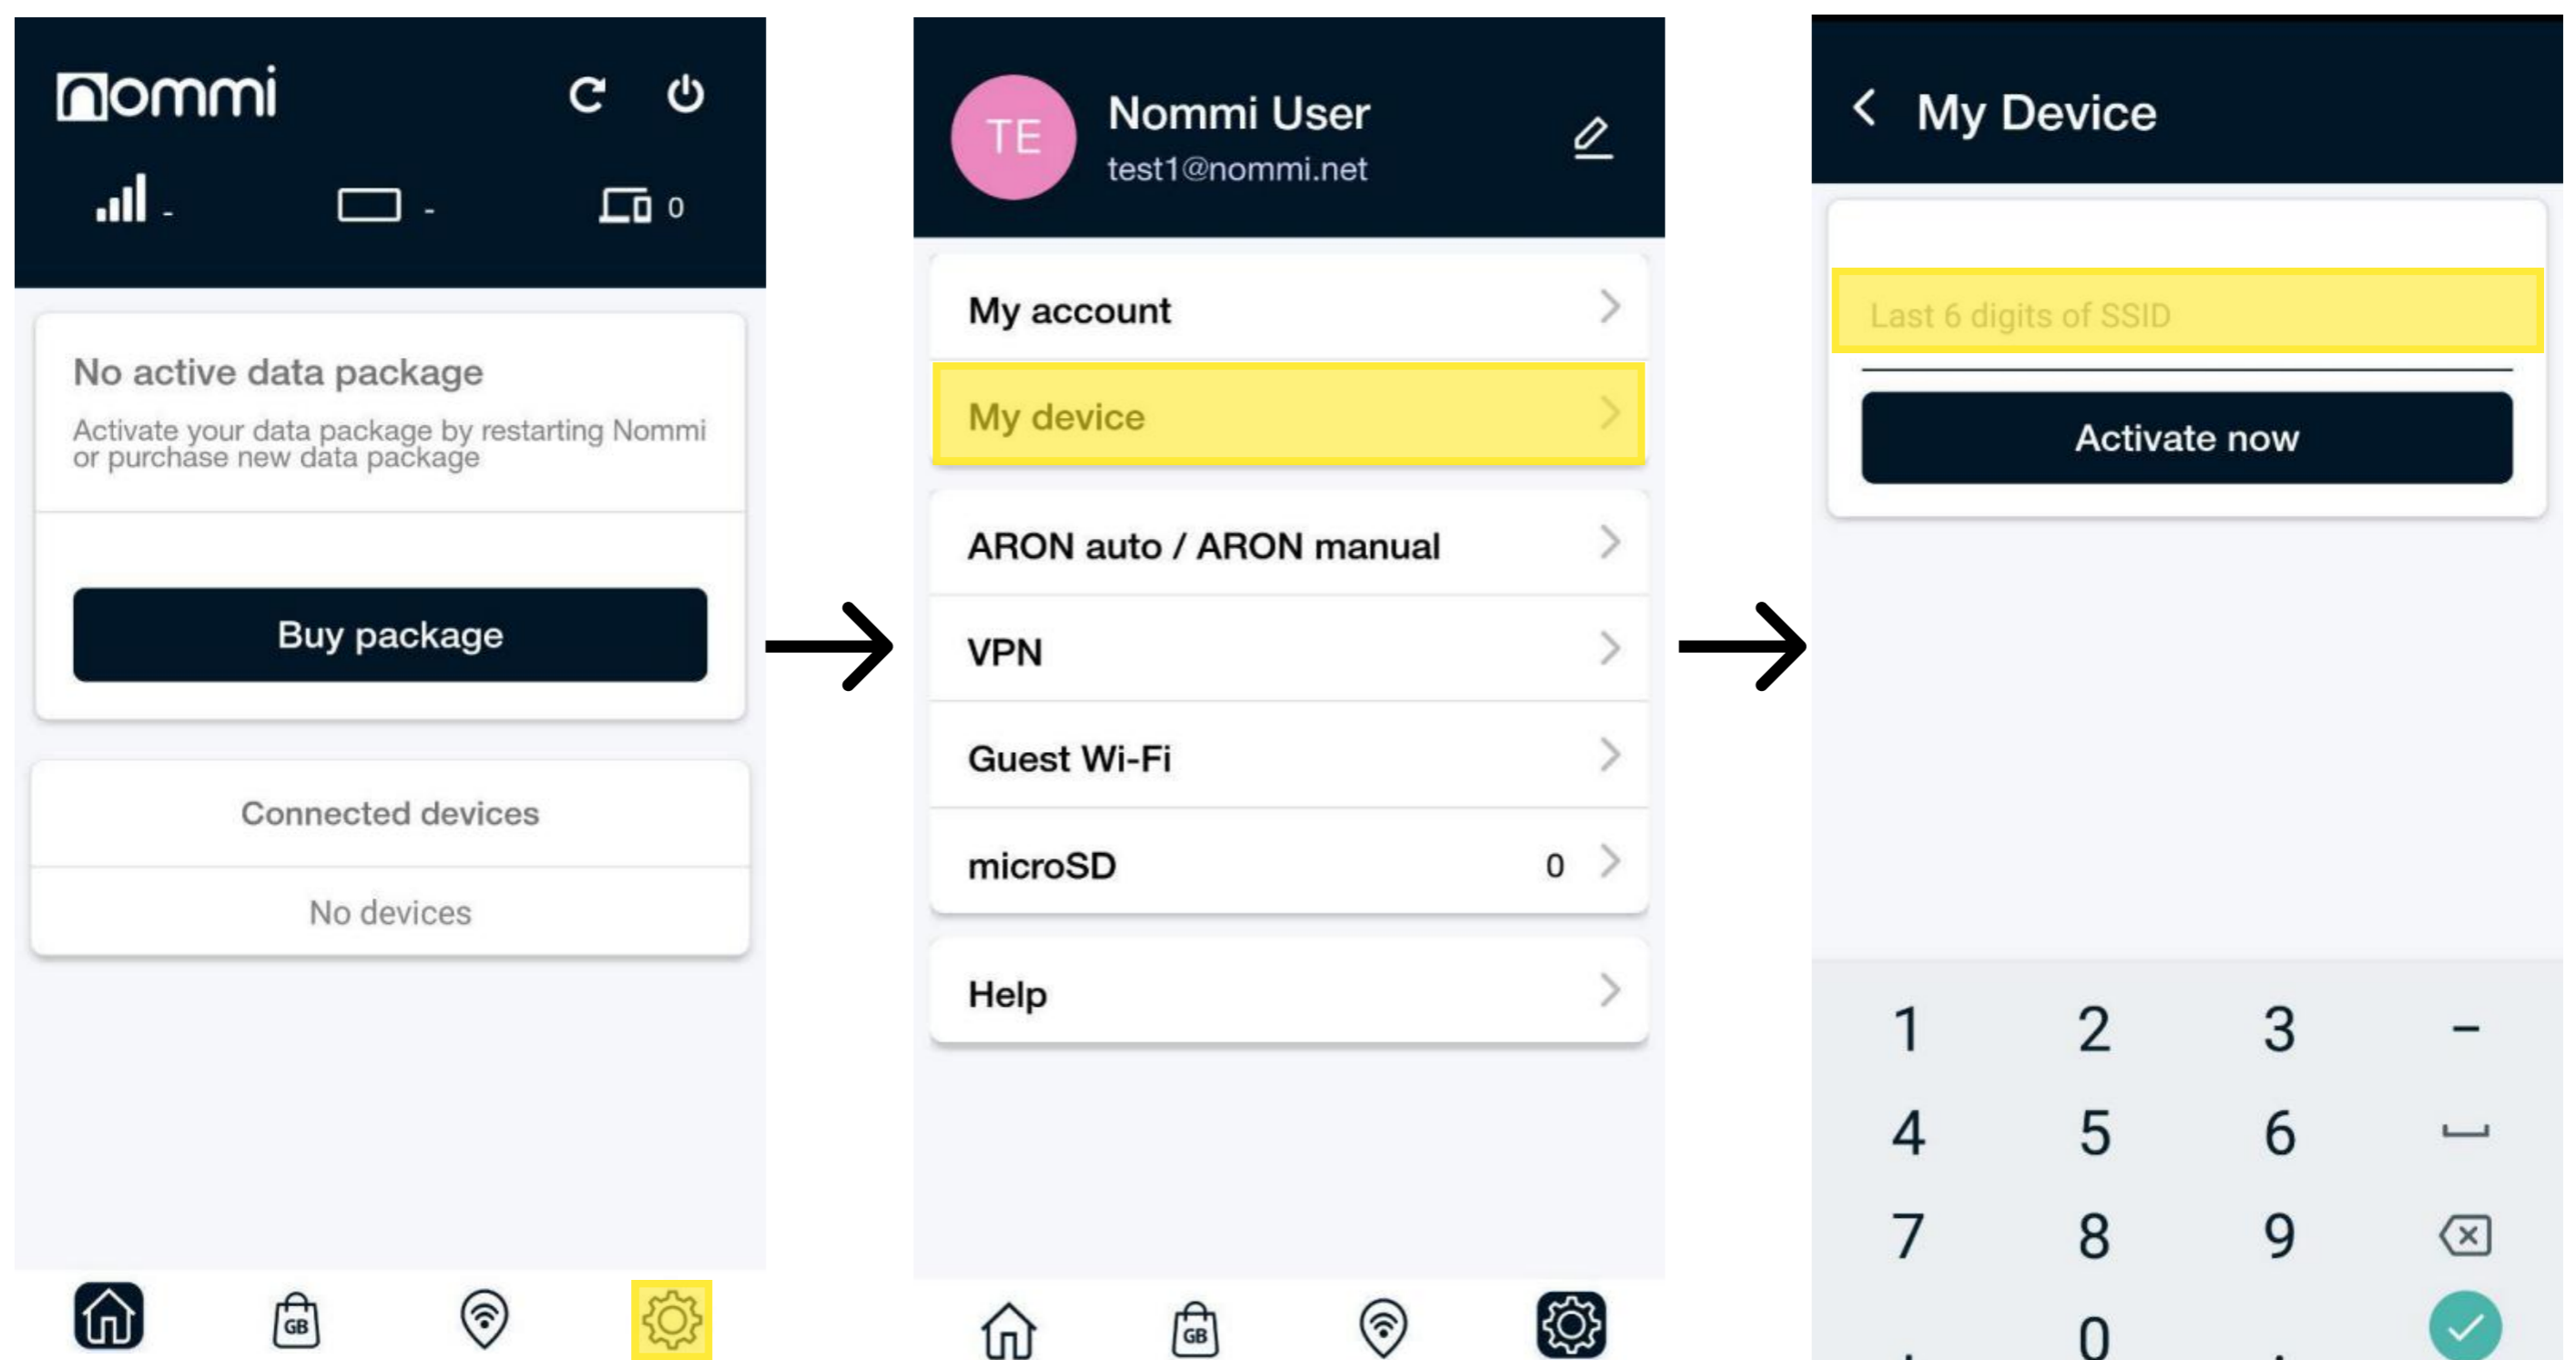 nommi
-
-
0
No active data package
Activate your data package by restarting Nommi
or purchase new data package
Buy package
Connected devices
No devices
GB
TE
Nommi User
test1@nommi.net
My account
My device
ARON auto / ARON manual
VPN
Guest Wi-Fi
microSD 0
Help
GB
My Device
Last 6 digits of SSID
Activate now
1 2 3 -
4 5 6
7 8 9
, 0 .